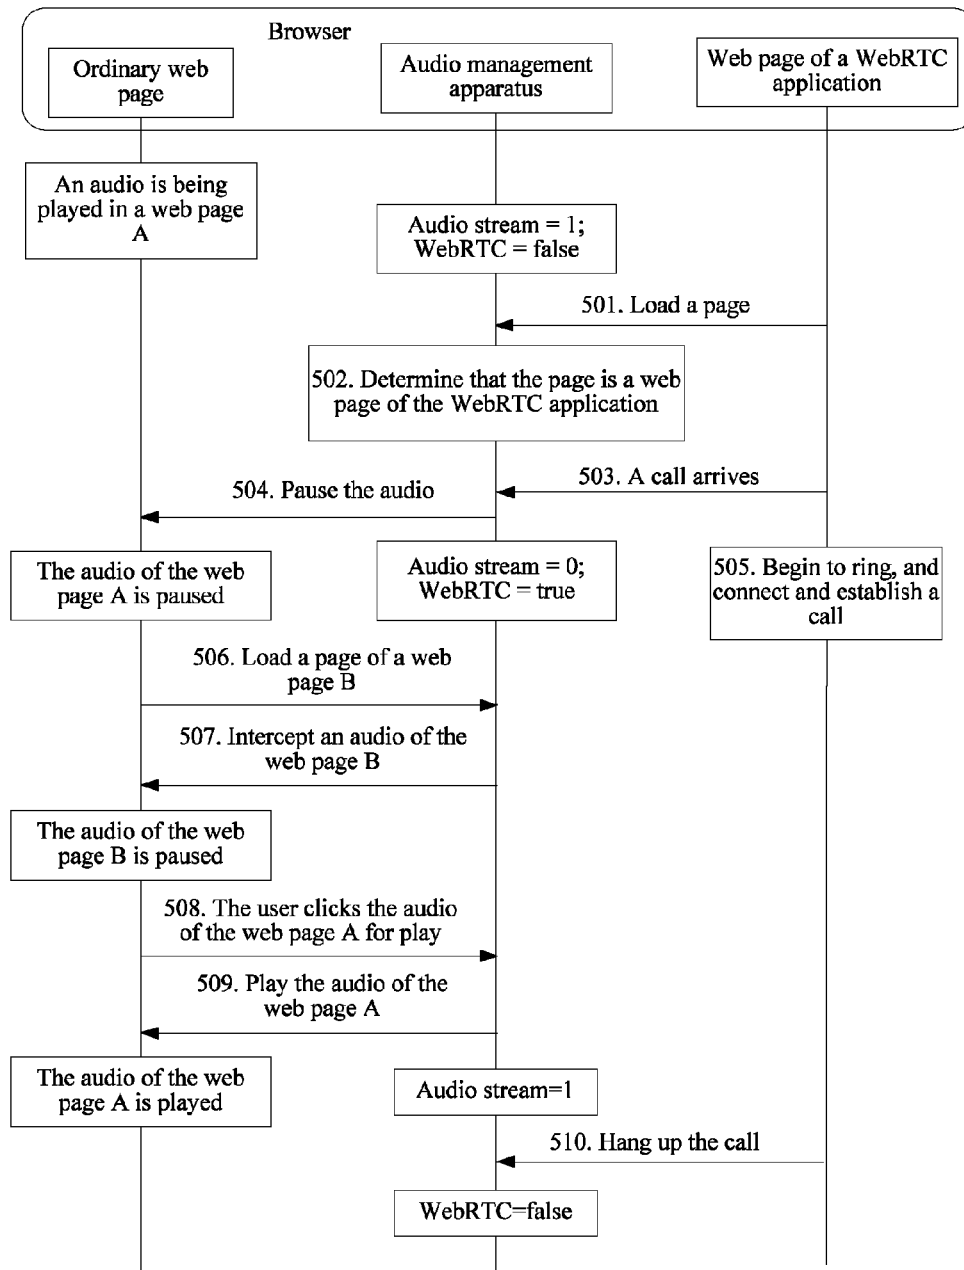 Browser
Ordinary web
page
Audio management
apparatus
Web page of a WebRTC
application
An audio is being
played in a web page
A
Audio stream = 1;
WebRTC = false
501. Load a page
502. Determine that the page is a web
page of the WebRTC application
503. A call arrives
504. Pause the audio
The audio of the web
page A is paused
Audio stream = 0;
WebRTC = true
505. Begin to ring, and
connect and establish a
call
506. Load a page of a web
page B
507. Intercept an audio of the
web page B
The audio of the web
page B is paused
508. The user clicks the audio
of the web page A for play
509. Play the audio of the
web page A
The audio of the web
page A is played
Audio stream=1
510. Hang up the call
WebRTC=false